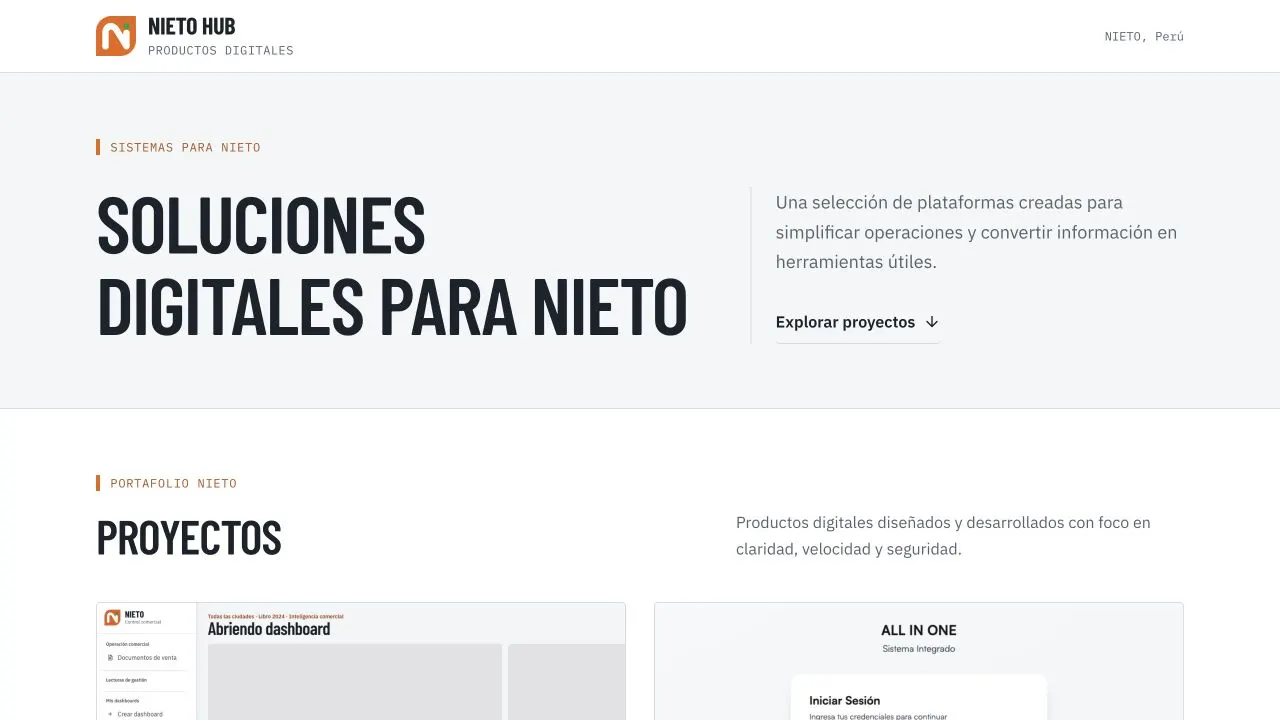 NIETO HUB
PRODUCTOS DIGITALES
NIETO, Perú
SISTEMAS PARA NIETO
SOLUCIONES
DIGITALES PARA NIETO
Una selección de plataformas creadas para
simplificar operaciones y convertir información en
herramientas útiles.
Explorar proyectos ↓
PORTAFOLIO NIETO
PROYECTOS
Productos digitales diseñados y desarrollados con foco en
claridad, velocidad y seguridad.
NIETO
Control comercial
Operación comercial
Documentos de venta
Lecturas de gestión
Mis dashboards
+ Crear dashboard
Todas las ciudades · Libro 2024 · Inteligencia comercial
Abriendo dashboard
ALL IN ONE
Sistema Integrado
Iniciar Sesión
Ingresa tus credenciales para continuar